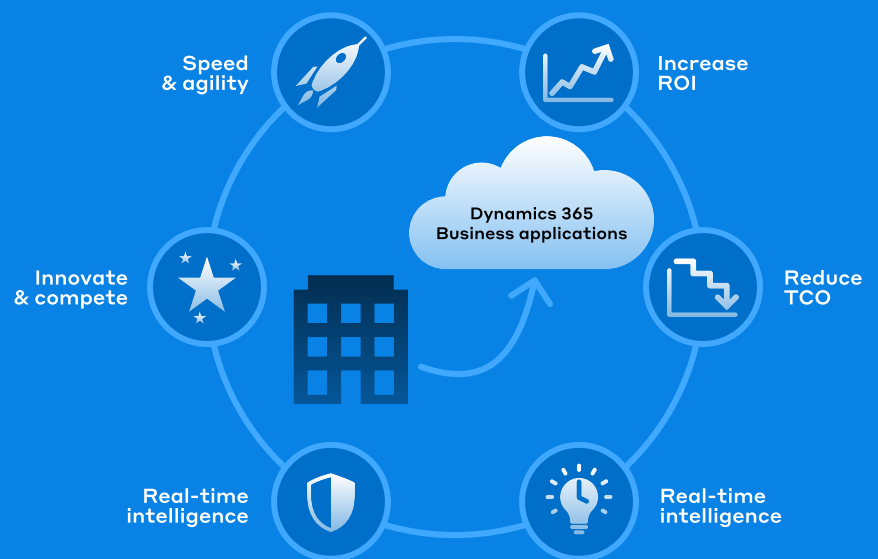 Speed
& agility
Increase
ROI
Dynamics 365
Business applications
Innovate
& compete
Reduce
TCO
Real-time
intelligence
Real-time
intelligence